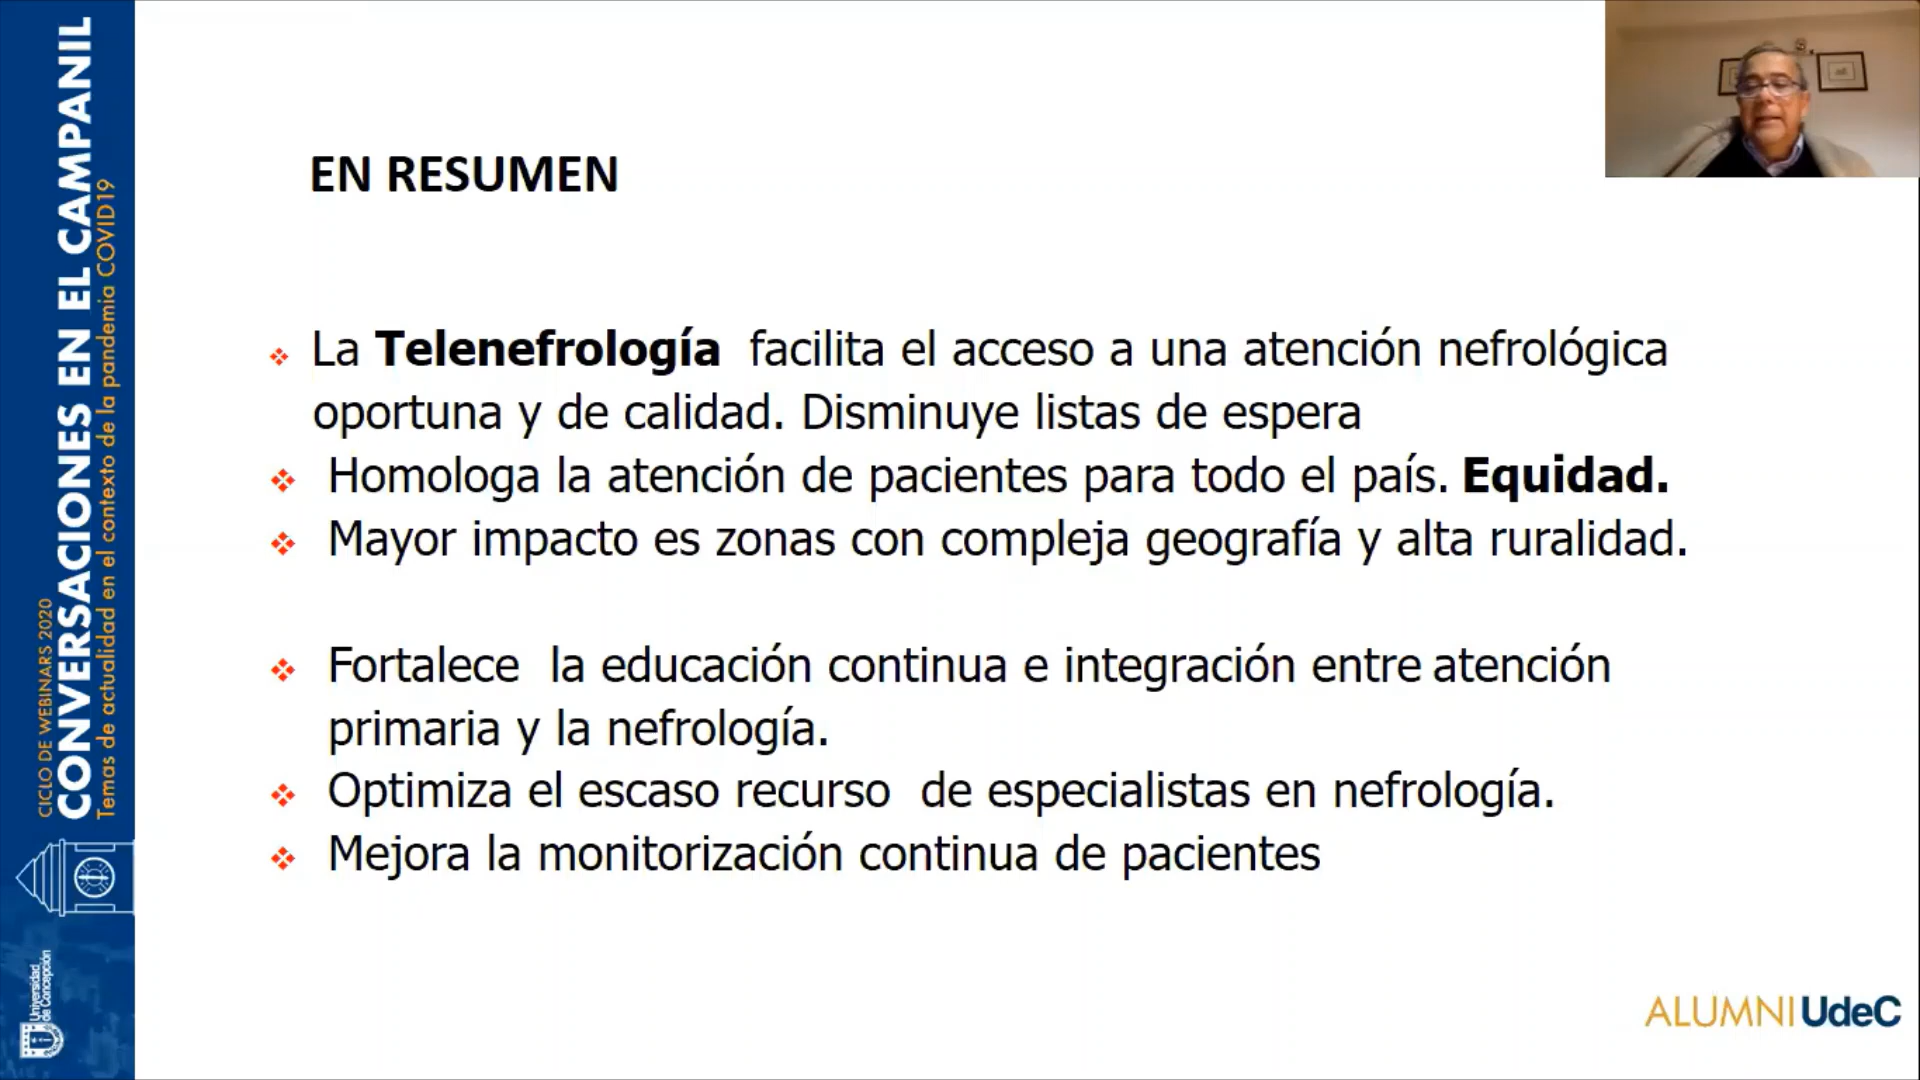 CICLO DE WEBINARS 2020
CONVERSACIONES EN EL CAMPANIL
Temas de actualidad en el contexto de la pandemia COVID19
Universidad
de Concepción
EN RESUMEN
La Telenefrología facilita el acceso a una atención nefrológica
oportuna y de calidad. Disminuye listas de espera
Homologa la atención de pacientes para todo el país. Equidad.
Mayor impacto es zonas con compleja geografía y alta ruralidad.
Fortalece la educación continua e integración entre atención
primaria y la nefrología.
Optimiza el escaso recurso de especialistas en nefrología.
Mejora la monitorización continua de pacientes
ALUMNI UdeC